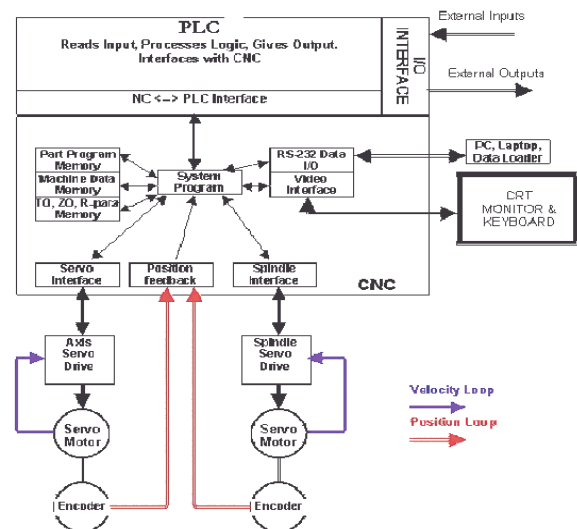 PLC
Reads Input, Processes Logic, Gives Output.
Interfaces with CNC
NC <-> PLC Interface
I/O
INTERFACE
External Inputs
External Outputs
Part Program
Memory
Machine Data
Memory
TO, ZO, R-para
Memory
System
Program
RS-232 Data
I/O
Video
Interface
PC, Laptop,
Data Loader
CRT
MONITOR &
KEYBOARD
Servo
Interface
Position
feedback
Spindle
Interface
CNC
Axis
Servo
Drive
Spindle
Servo
Drive
Velocity Loop
Position Loop
Servo
Motor
Servo
Motor
Encoder
Encoder